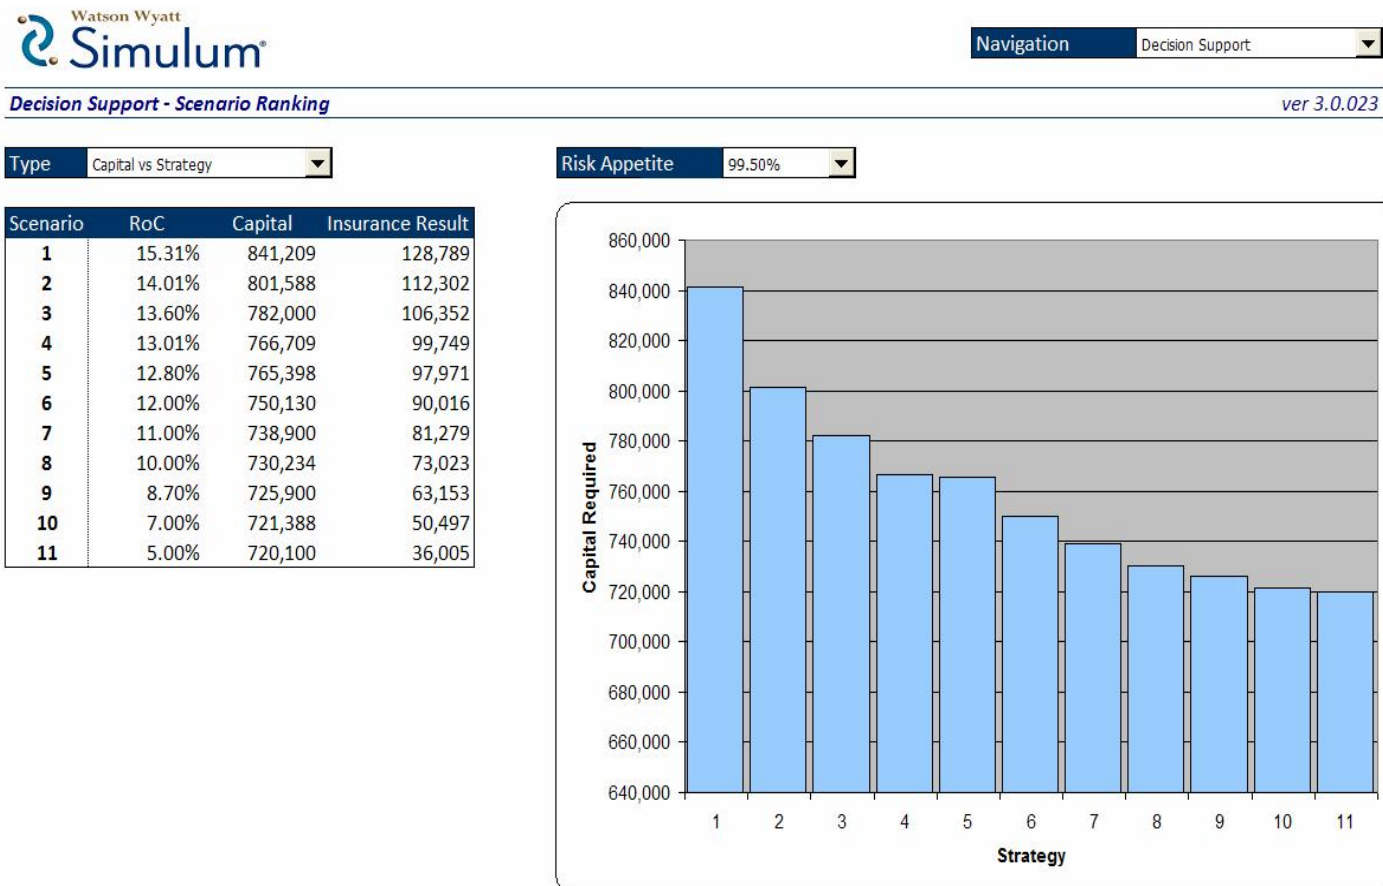 Watson Wyatt
Simulum®
Navigation Decision Support
Decision Support - Scenario Ranking ver 3.0.023
Type Capital vs Strategy Risk Appetite 99.50%
Scenario RoC Capital Insurance Result
1 15.31% 841,209 128,789
2 14.01% 801,588 112,302
3 13.60% 782,000 106,352
4 13.01% 766,709 99,749
5 12.80% 765,398 97,971
6 12.00% 750,130 90,016
7 11.00% 738,900 81,279
8 10.00% 730,234 73,023
9 8.70% 725,900 63,153
10 7.00% 721,388 50,497
11 5.00% 720,100 36,005
Capital Required
860,000
840,000
820,000
800,000
780,000
760,000
740,000
720,000
700,000
680,000
660,000
640,000
1 2 3 4 5 6 7 8 9 10 11
Strategy